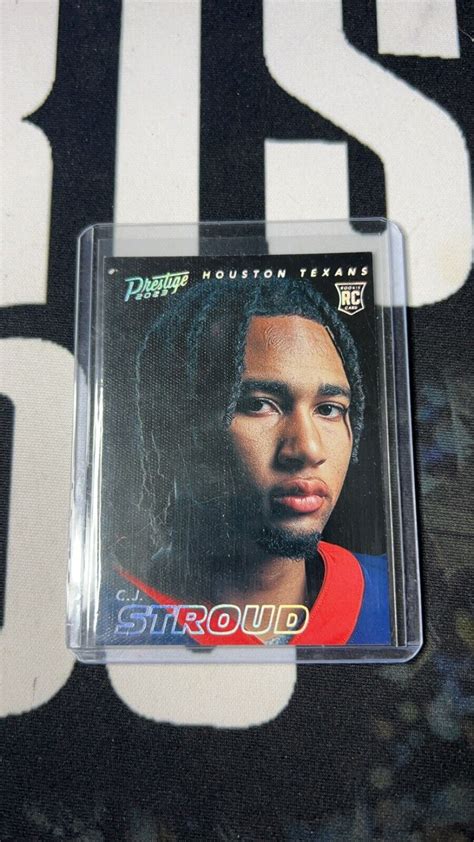 Prestige
2023
HOUSTON TEXANS
ROOKIE
RC
CARD
C.J.
STROUD